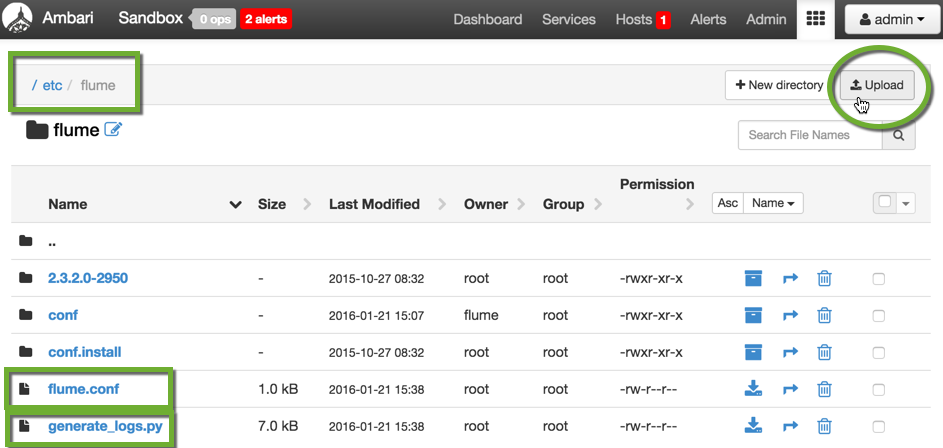 Ambari Sandbox 0 ops 2 alerts Dashboard Services Hosts 1 Alerts Admin admin
/ etc / flume + New directory Upload
flume Search File Names
Permission
Name Size Last Modified Owner Group Asc Name
..
2.3.2.0-2950 - 2015-10-27 08:32 root root -rwxr-xr-x
conf - 2016-01-21 15:07 flume root -rwxr-xr-x
conf.install - 2015-10-27 08:32 root root -rwxr-xr-x
flume.conf 1.0 kB 2016-01-21 15:38 root root -rw-r--r--
generate_logs.py 7.0 kB 2016-01-21 15:38 root root -rw-r--r--